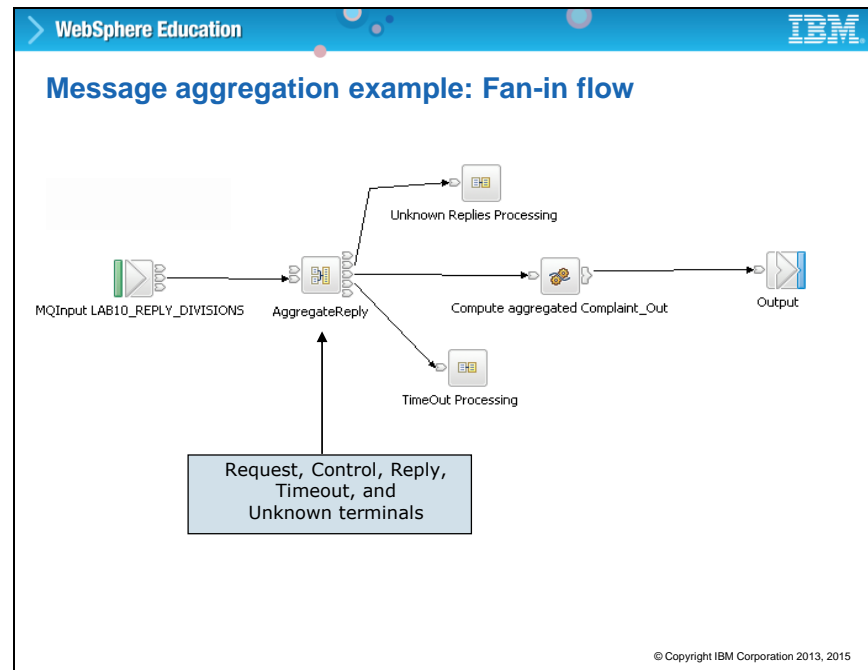 WebSphere Education
IBM
Message aggregation example: Fan-in flow
Unknown Replies Processing
MQInput LAB10_REPLY_DIVISIONS
AggregateReply
Compute aggregated Complaint_Out
Output
TimeOut Processing
Request, Control, Reply,
Timeout, and
Unknown terminals
© Copyright IBM Corporation 2013, 2015